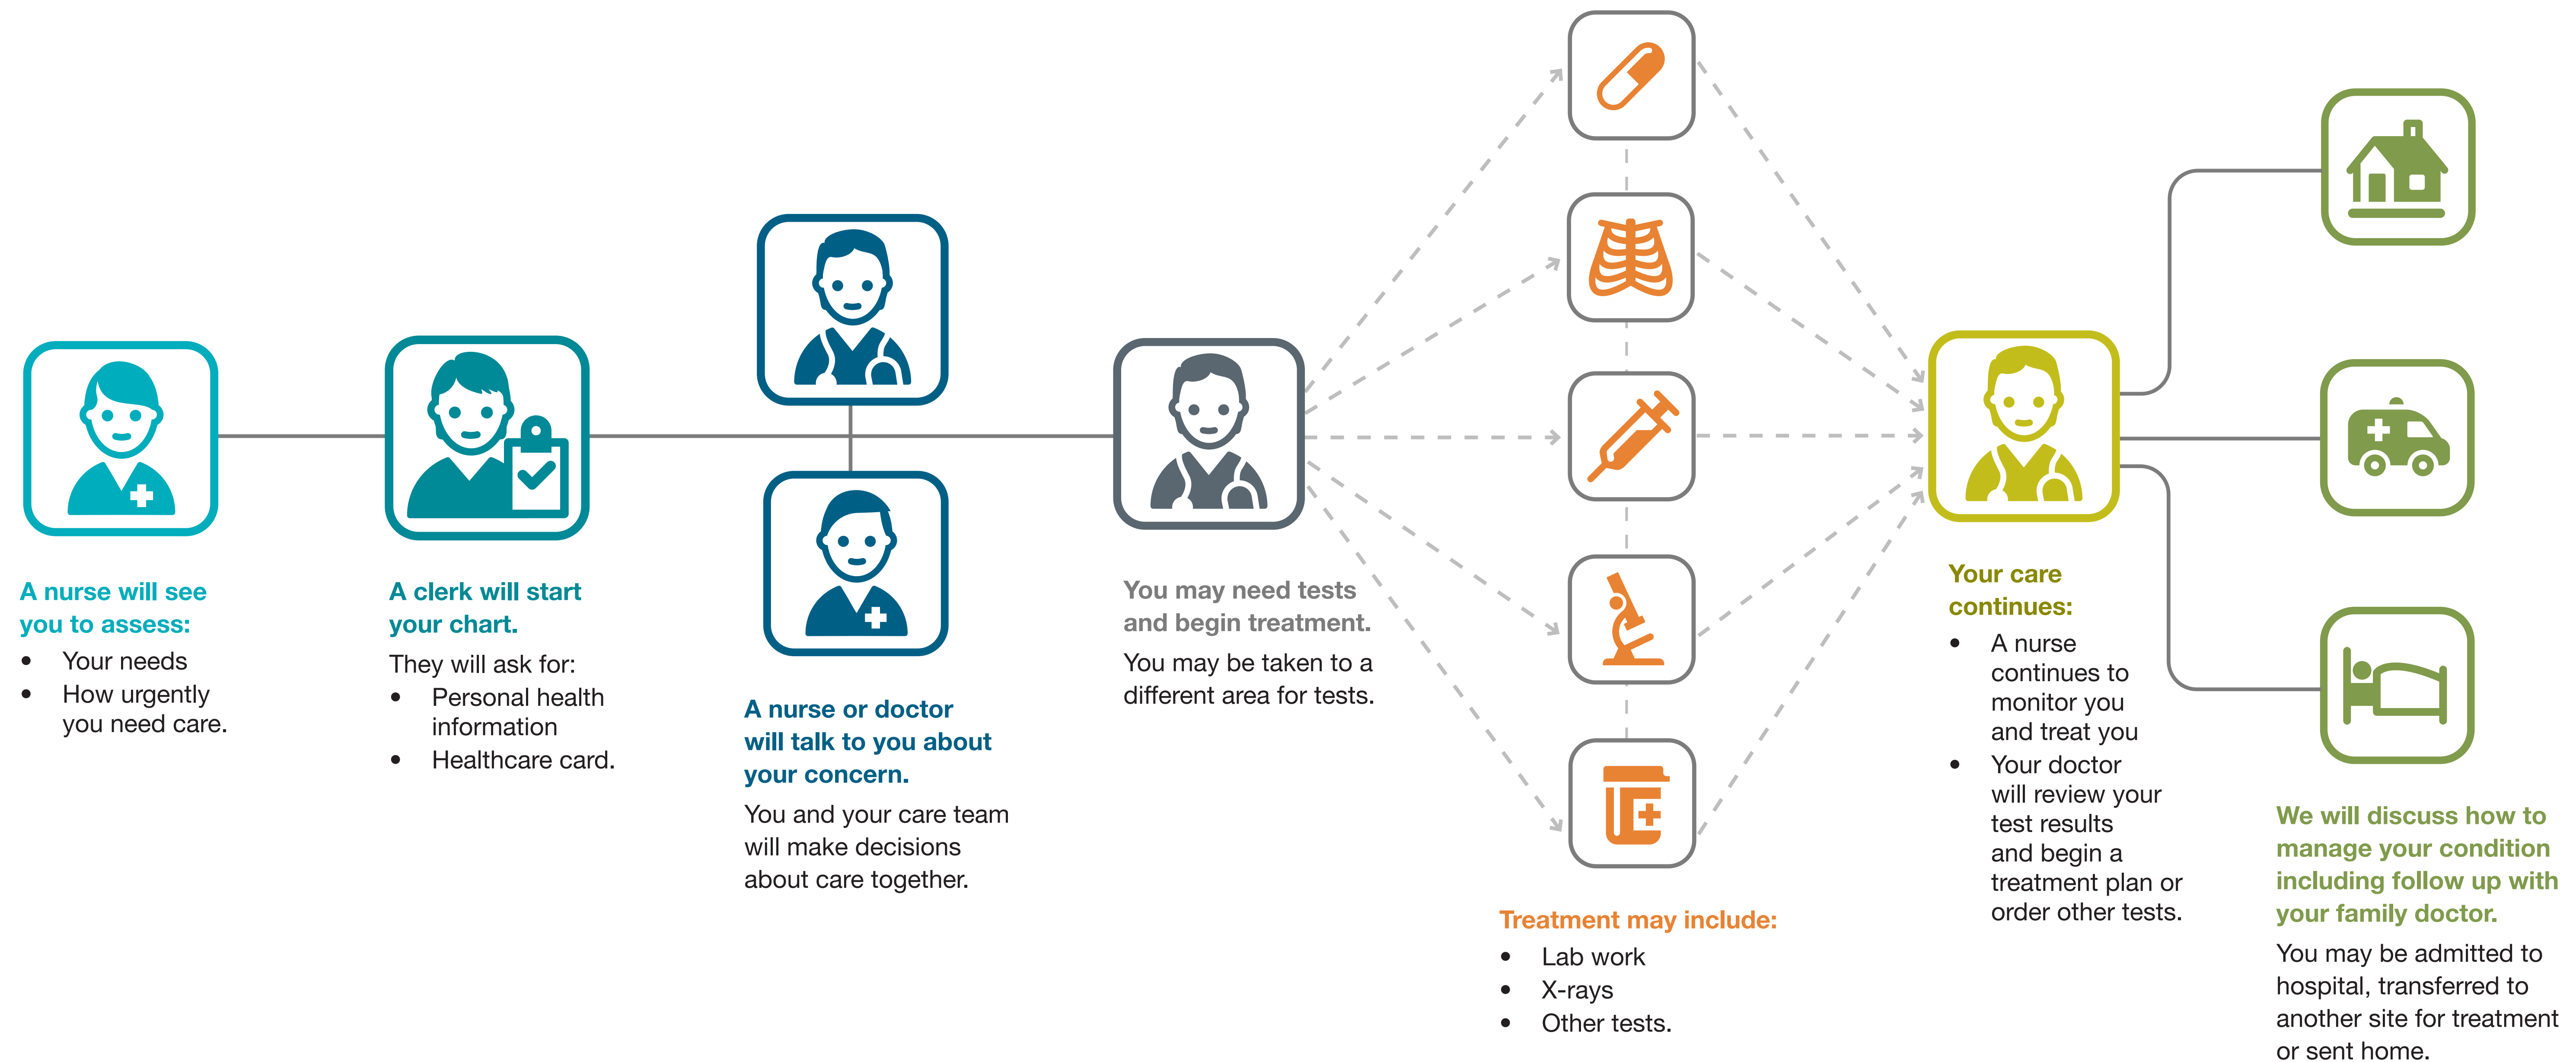 A nurse will see
you to assess:
• Your needs
• How urgently
you need care.
A clerk will start
your chart.
They will ask for:
• Personal health
information
• Healthcare card.
A nurse or doctor
will talk to you about
your concern.
You and your care team
will make decisions
about care together.
You may need tests
and begin treatment.
You may be taken to a
different area for tests.
Treatment may include:
• Lab work
• X-rays
• Other tests.
Your care
continues:
• A nurse
continues to
monitor you
and treat you
• Your doctor
will review your
test results
and begin a
treatment plan or
order other tests.
We will discuss how to
manage your condition
including follow up with
your family doctor.
You may be admitted to
hospital, transferred to
another site for treatment
or sent home.